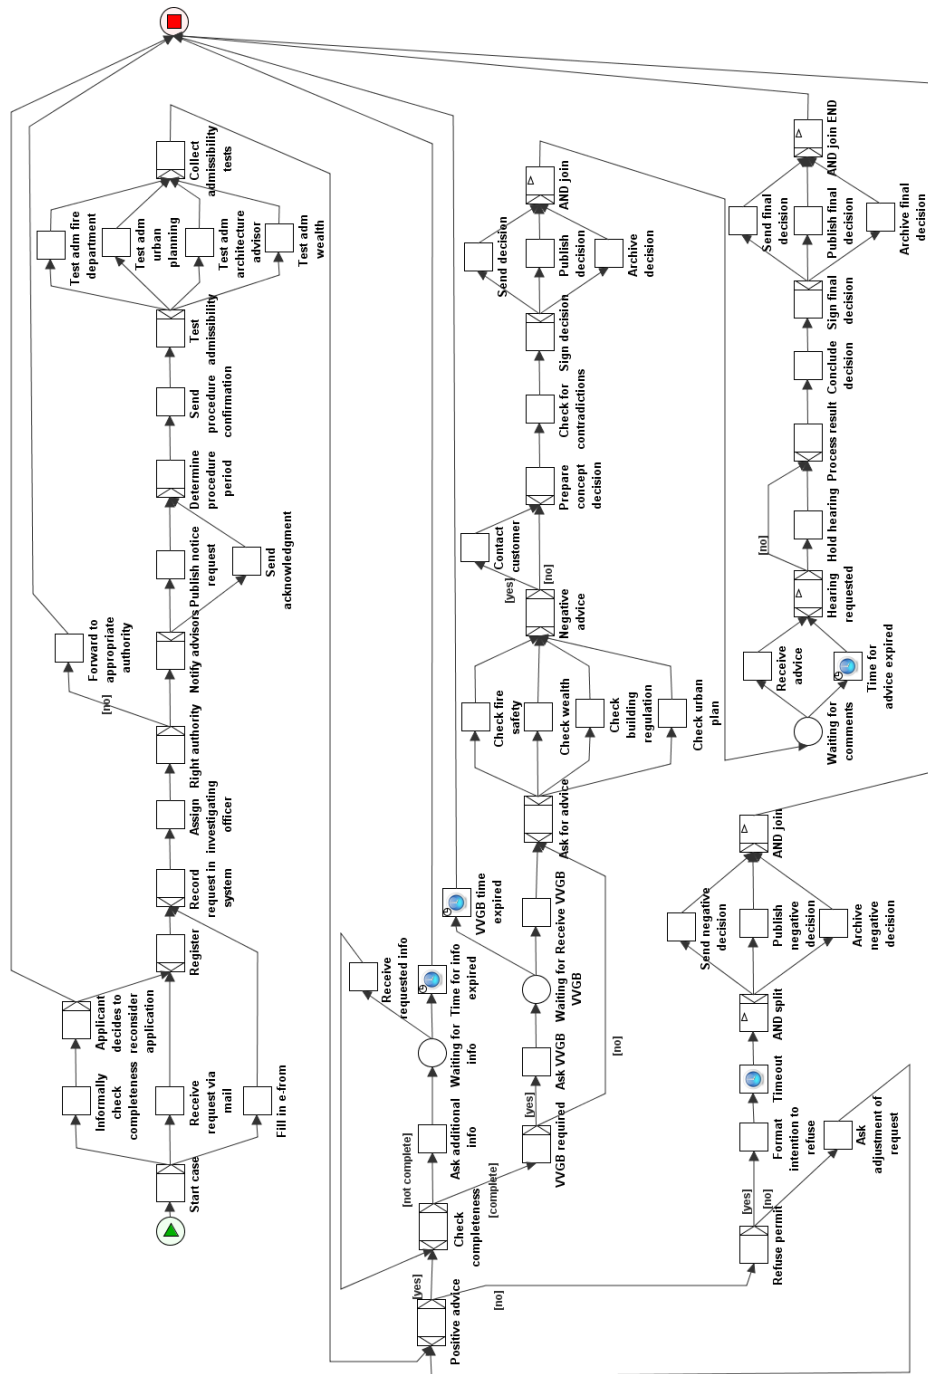 Start case
Informally
check
completeness
Receive
request via
mail
Fill in e-from
Applicant
decides to
reconsider
application
Register
Record
request in
system
Assign
investigating
officer
Right authority
[no]
Forward to
appropriate
authority
Notify advisors
Publish notice
request
Send
acknowledgment
Determine
procedure
period
Send
procedure
confirmation
Test
admissibility
Test adm fire
department
Test adm
urban
planning
Test adm
architecture
advisor
Test adm
wealth
Collect
admissibility
tests
Positive advice
[yes]
[no]
Check
completeness
[not complete]
[complete]
Ask additional
info
Waiting for
info
Receive
requested info
Time for info
expired
VVGB required
[yes]
[no]
Ask VVGB
Waiting for
VVGB
VVGB time
expired
Receive VVGB
Ask for advice
Check fire
safety
Check wealth
Check
building
regulation
Check urban
plan
Negative
advice
[yes]
[no]
Contact
customer
Prepare
concept
decision
Check for
contradictions
Sign decision
Send decision
Publish
decision
Archive
decision
AND join
Refuse permit
[yes]
[no]
Format
intention to
refuse
Ask
adjustment of
request
Timeout
AND split
Send negative
decision
Publish
negative
decision
Archive
negative decision
AND join
Waiting for
comments
Receive
advice
Time for
advice expired
Hearing
requested
[no]
Hold hearing
Process result
Conclude
decision
Sign final
decision
Send final
decision
Publish final
decision
Archive final
decision
AND join END